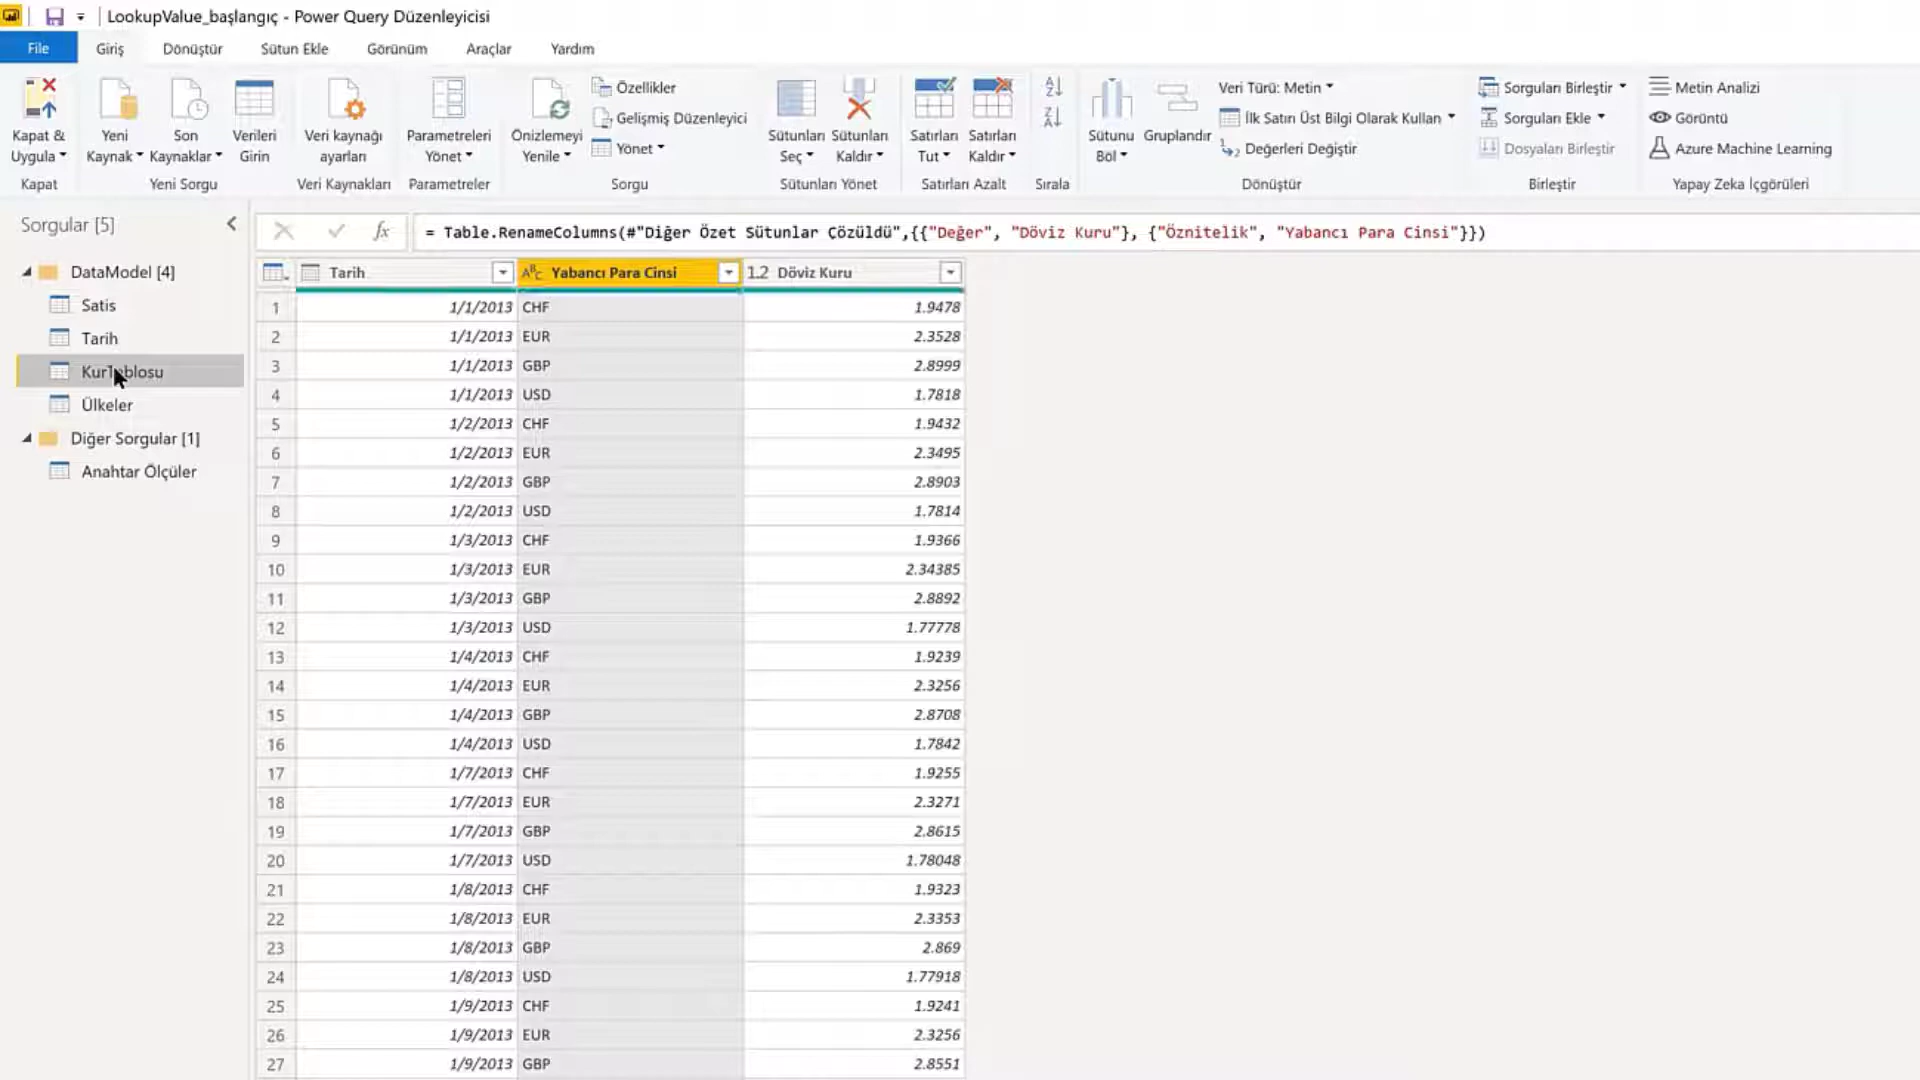 LookupValue_başlangıç - Power Query Düzenleyicisi
File Giriş Dönüştür Sütun Ekle Görünüm Araçlar Yardım
Kapat & Uygula
Yeni Kaynak
Son Kaynaklar
Verileri Girin
Veri kaynağı ayarları
Parametreleri Yönet
Önizlemeyi Yenile
Özellikler
Gelişmiş Düzenleyici
Yönet
Sütunları Seç
Sütunları Kaldır
Satırları Tut
Satırları Kaldır
Sütunu Böl
Gruplandır
Veri Türü: Metin
İlk Satırı Üst Bilgi Olarak Kullan
Değerleri Değiştir
Sorguları Birleştir
Sorguları Ekle
Dosyaları Birleştir
Metin Analizi
Görüntü
Azure Machine Learning
Kapat Yeni Sorgu Veri Kaynakları Parametreler Sorgu Sütunları Yönet Satırları Azalt Sırala Dönüştür Birleştir Yapay Zeka İçgörüleri
Sorgular [5]
DataModel [4]
Satis
Tarih
KurTablosu
Ülkeler
Diğer Sorgular [1]
Anahtar Ölçüler
fx = Table.RenameColumns(#"Diğer Özet Sütunlar Çözüldü",{{"Değer", "Döviz Kuru"}, {"Öznitelik", "Yabancı Para Cinsi"}})
Tarih ABC Yabancı Para Cinsi 1.2 Döviz Kuru
1 1/1/2013 CHF 1.9478
2 1/1/2013 EUR 2.3528
3 1/1/2013 GBP 2.8999
4 1/1/2013 USD 1.7818
5 1/2/2013 CHF 1.9432
6 1/2/2013 EUR 2.3495
7 1/2/2013 GBP 2.8903
8 1/2/2013 USD 1.7814
9 1/3/2013 CHF 1.9366
10 1/3/2013 EUR 2.34385
11 1/3/2013 GBP 2.8892
12 1/3/2013 USD 1.77778
13 1/4/2013 CHF 1.9239
14 1/4/2013 EUR 2.3256
15 1/4/2013 GBP 2.8708
16 1/4/2013 USD 1.7842
17 1/7/2013 CHF 1.9255
18 1/7/2013 EUR 2.3271
19 1/7/2013 GBP 2.8615
20 1/7/2013 USD 1.78048
21 1/8/2013 CHF 1.9323
22 1/8/2013 EUR 2.3353
23 1/8/2013 GBP 2.869
24 1/8/2013 USD 1.77918
25 1/9/2013 CHF 1.9241
26 1/9/2013 EUR 2.3256
27 1/9/2013 GBP 2.8551